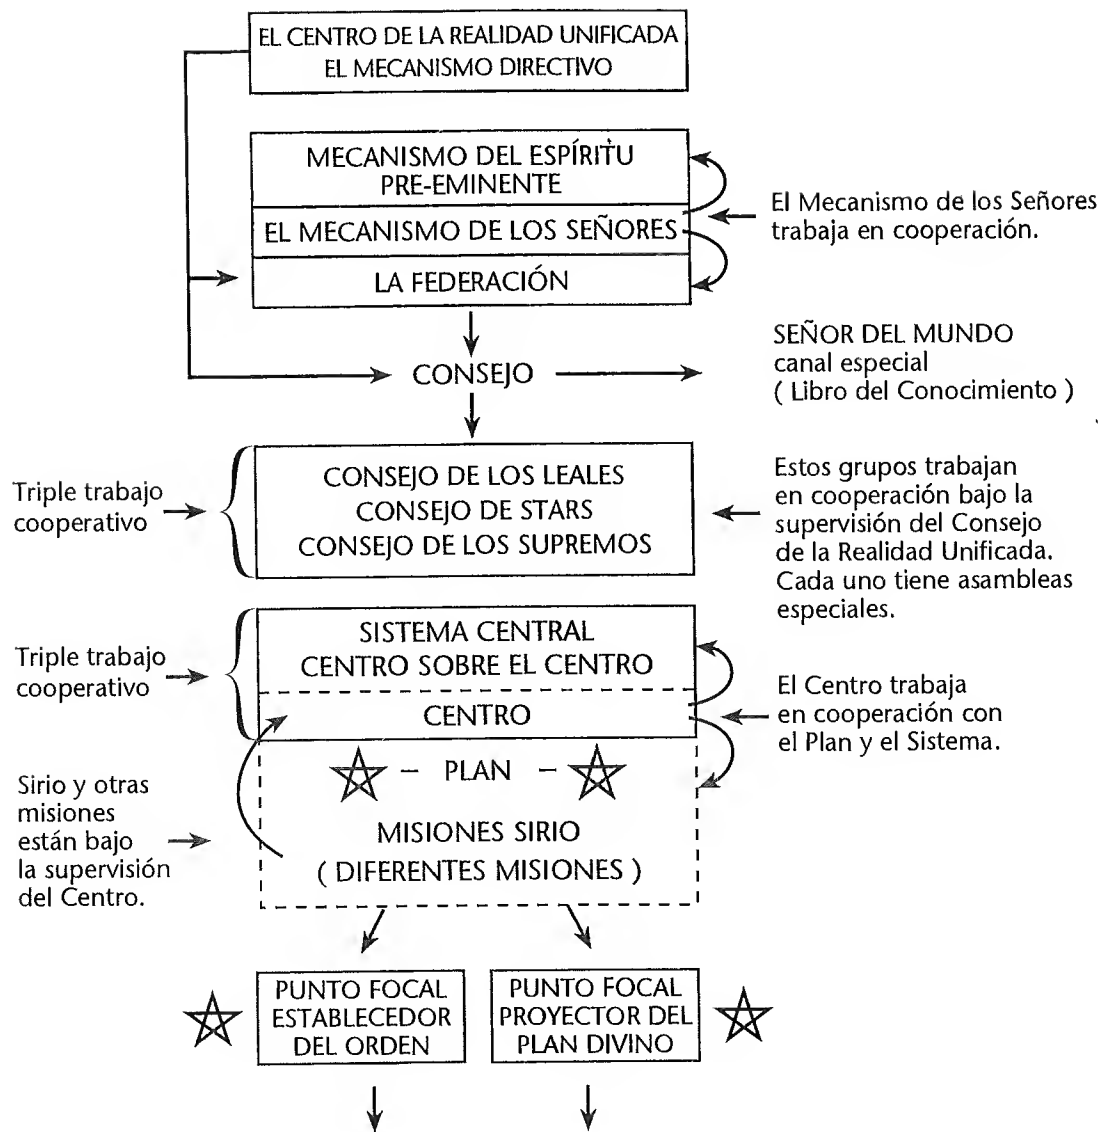 EL CENTRO DE LA REALIDAD UNIFICADA
EL MECANISMO DIRECTIVO
MECANISMO DEL ESPÍRITU
PRE-EMINENTE
EL MECANISMO DE LOS SEÑORES
LA FEDERACIÓN
El Mecanismo de los Señores
trabaja en cooperación.
CONSEJO
SEÑOR DEL MUNDO
canal especial
( Libro del Conocimiento )
Triple trabajo
cooperativo
CONSEJO DE LOS LEALES
CONSEJO DE STARS
CONSEJO DE LOS SUPREMOS
Estos grupos trabajan
en cooperación bajo la
supervisión del Consejo
de la Realidad Unificada.
Cada uno tiene asambleas
especiales.
Triple trabajo
cooperativo
SISTEMA CENTRAL
CENTRO SOBRE EL CENTRO
CENTRO
El Centro trabaja
en cooperación con
el Plan y el Sistema.
– PLAN –
Sirio y otras
misiones
están bajo
la supervisión
del Centro.
MISIONES SIRIO
( DIFERENTES MISIONES )
PUNTO FOCAL
ESTABLECEDOR
DEL ORDEN
PUNTO FOCAL
PROYECTOR DEL
PLAN DIVINO